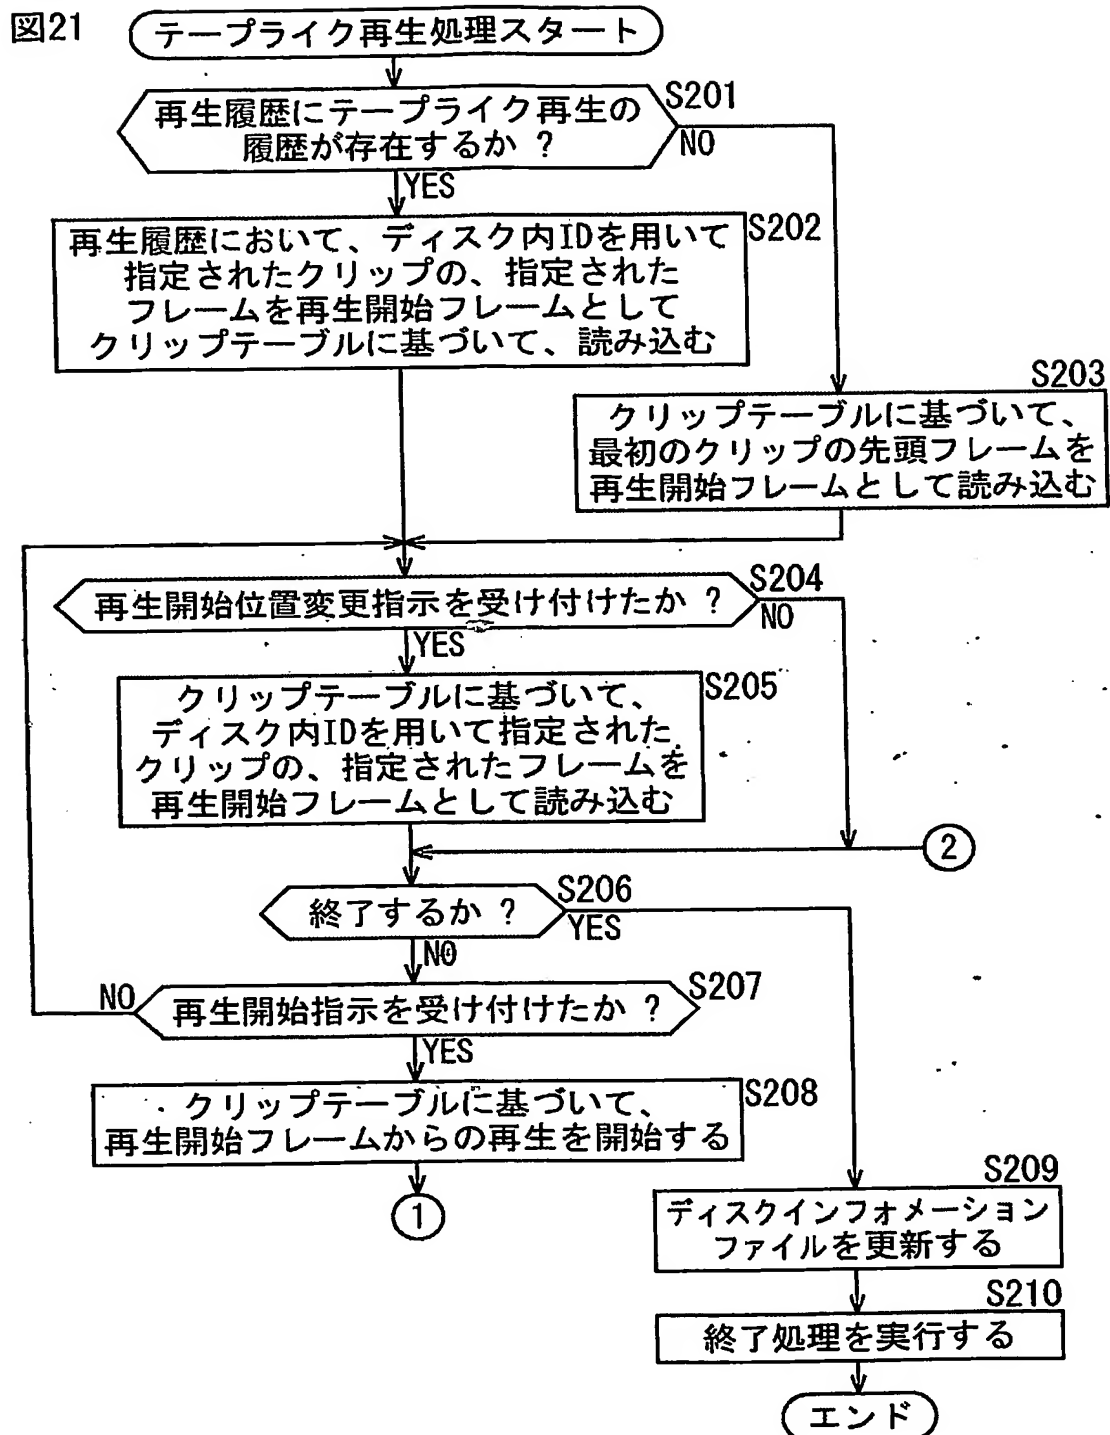 図21
テープライク再生処理スタート
再生履歴にテープライク再生の
履歴が存在するか ?
S201
NO
YES
再生履歴において、ディスク内IDを用いて
指定されたクリップの、指定された
フレームを再生開始フレームとして
クリップテーブルに基づいて、読み込む
S202
S203
クリップテーブルに基づいて、
最初のクリップの先頭フレームを
再生開始フレームとして読み込む
再生開始位置変更指示を受け付けたか ?
S204
NO
YES
クリップテーブルに基づいて、
ディスク内IDを用いて指定された
クリップの、指定されたフレームを
再生開始フレームとして読み込む
S205
2
終了するか ?
S206
YES
NO
NO
再生開始指示を受け付けたか ?
S207
YES
クリップテーブルに基づいて、
再生開始フレームからの再生を開始する
S208
1
S209
ディスクインフォメーション
ファイルを更新する
S210
終了処理を実行する
エンド